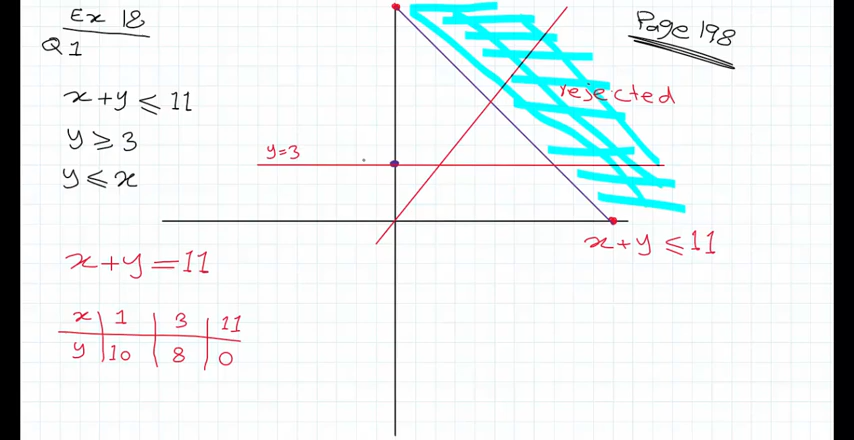 Ex 18
Q1
Page 198
x+y ≤ 11
y ≥ 3
y ≤ x
rejected
y=3
x+y ≤ 11
x+y = 11
x | 1 | 3 | 11
y | 10 | 8 | 0